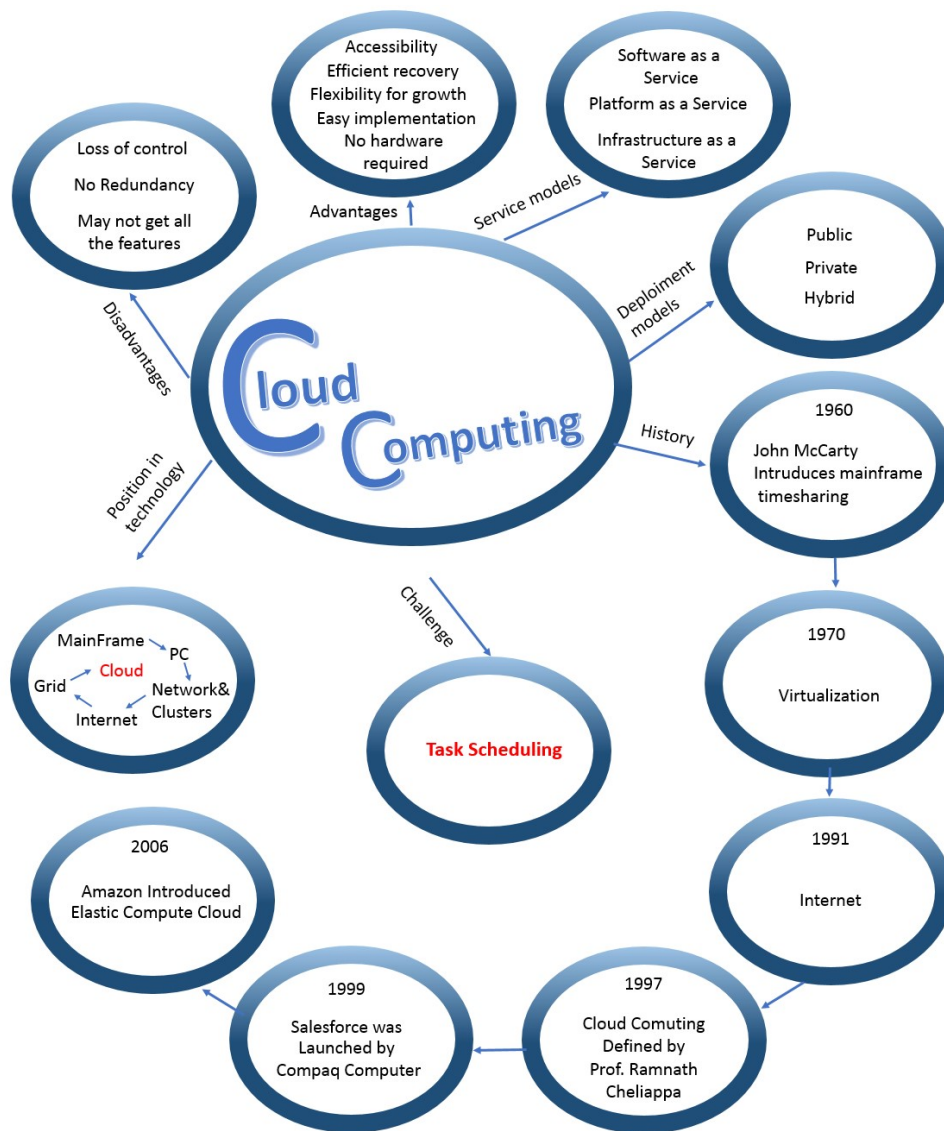 Cloud
Computing
Advantages
Accessibility
Efficient recovery
Flexibility for growth
Easy implementation
No hardware
required
Service models
Software as a
Service
Platform as a Service
Infrastructure as a
Service
Deploiment
models
Public
Private
Hybrid
History
1960
John McCarty
Intruduces mainframe
timesharing
1970
Virtualization
1991
Internet
1997
Cloud Comuting
Defined by
Prof. Ramnath
Cheliappa
1999
Salesforce was
Launched by
Compaq Computer
2006
Amazon Introduced
Elastic Compute Cloud
Challenge
Task Scheduling
Position in
technology
MainFrame
PC
Network&
Clusters
Internet
Grid
Cloud
Disadvantages
Loss of control
No Redundancy
May not get all
the features